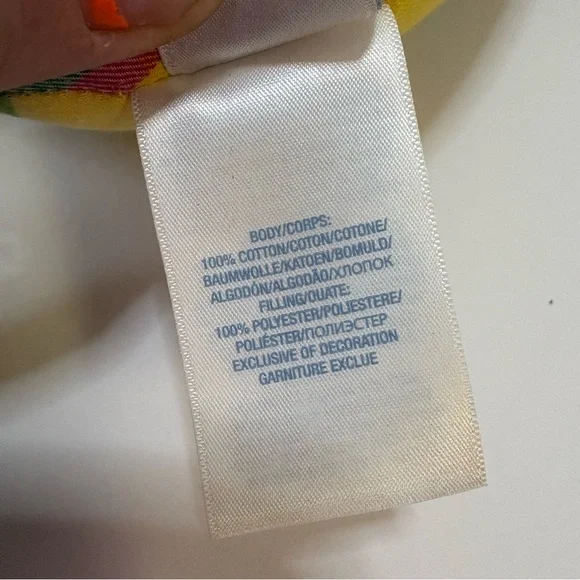 BODY/CORPS:
100% COTTON/COTON/COTONE/
BAUMWOLLE/KATOEN/BOMULD/
ALGODÓN/ALGODÃO/ХЛОПОК
FILLING/OUATE:
100% POLYESTER/POLIESTERE/
POLIÉSTER/ПОЛИЭСТЕР
EXCLUSIVE OF DECORATION
GARNITURE EXCLUE